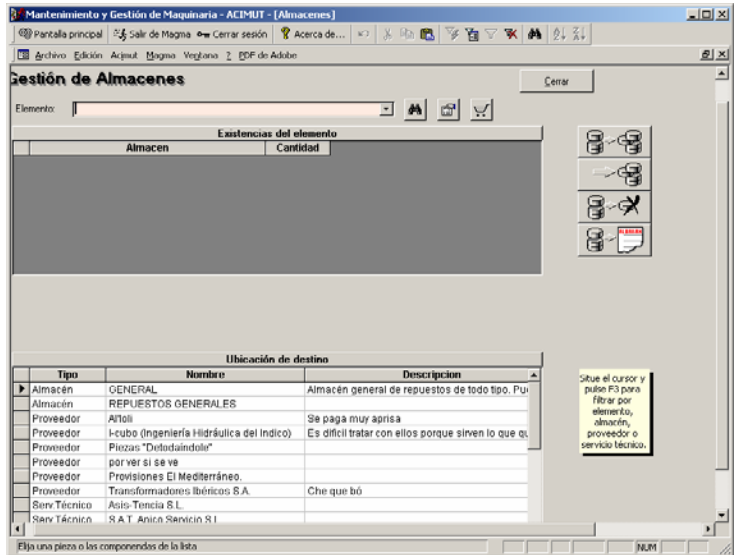 Mantenimiento y Gestión de Maquinaria - ACIMUT - [Almacenes]
Pantalla principal Salir de Magma Cerrar sesión Acerca de...
Archivo Edición Acimut Magma Ventana ? PDF de Adobe
Gestión de Almacenes
Cerrar
Elemento:
Existencias del elemento
Almacen Cantidad
Ubicación de destino
Tipo Nombre Descripcion
Almacén GENERAL Almacén general de repuestos de todo tipo. Pue
Almacén REPUESTOS GENERALES
Proveedor Al'loli Se paga muy aprisa
Proveedor I-cubo (Ingeniería Hidráulica del Indico) Es dificil tratar con ellos porque sirven lo que qu
Proveedor Piezas "Detodaindole"
Proveedor por ver si se ve
Proveedor Provisiones El Mediterráneo.
Proveedor Transformadores Ibéricos S.A. Che que bó
Serv.Técnico Asis-Tencia S.L.
Serv.Técnico S.A.T. Anico Servicio S.L.
Situe el cursor y
pulse F3 para
filtrar por
elemento,
almacén,
proveedor o
servicio técnico.
Elija una pieza o las componendas de la lista
NUM